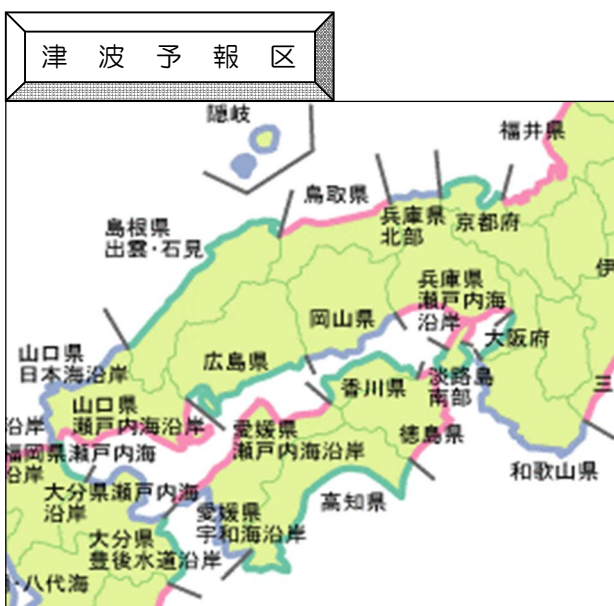 津波予報区
隠岐
福井県
鳥取県
兵庫県
北部
京都府
島根県
出雲・石見
伊
兵庫県
瀬戸内海
沿岸
岡山県
大阪府
山口県
日本海沿岸
広島県
淡路島
南部
香川県
三
山口県
瀬戸内海沿岸
沿岸
愛媛県
瀬戸内海沿岸
徳島県
福岡県瀬戸内海
沿岸
和歌山県
大分県瀬戸内海
沿岸
高知県
愛媛県
宇和海沿岸
大分県
豊後水道沿岸
・八代海